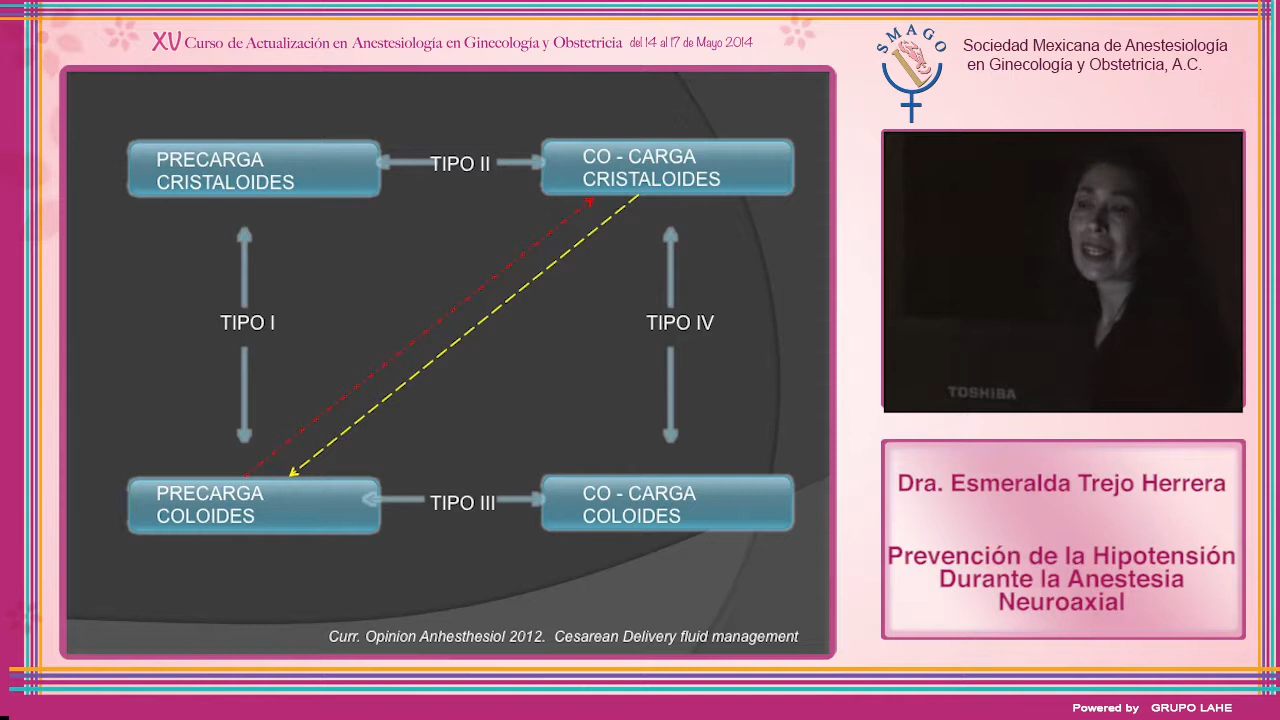 XV Curso de Actualización en Anestesiología en Ginecología y Obstetricia del 14 al 17 de Mayo 2014
SMAGO
Sociedad Mexicana de Anestesiología
en Ginecología y Obstetricia, A.C.
PRECARGA
CRISTALOIDES
TIPO II
CO - CARGA
CRISTALOIDES
TIPO I
TIPO IV
PRECARGA
COLOIDES
TIPO III
CO - CARGA
COLOIDES
Curr. Opinion Anhesthesiol 2012. Cesarean Delivery fluid management
TOSHIBA
Dra. Esmeralda Trejo Herrera
Prevención de la Hipotensión
Durante la Anestesia
Neuroaxial
Powered by GRUPO LAHE